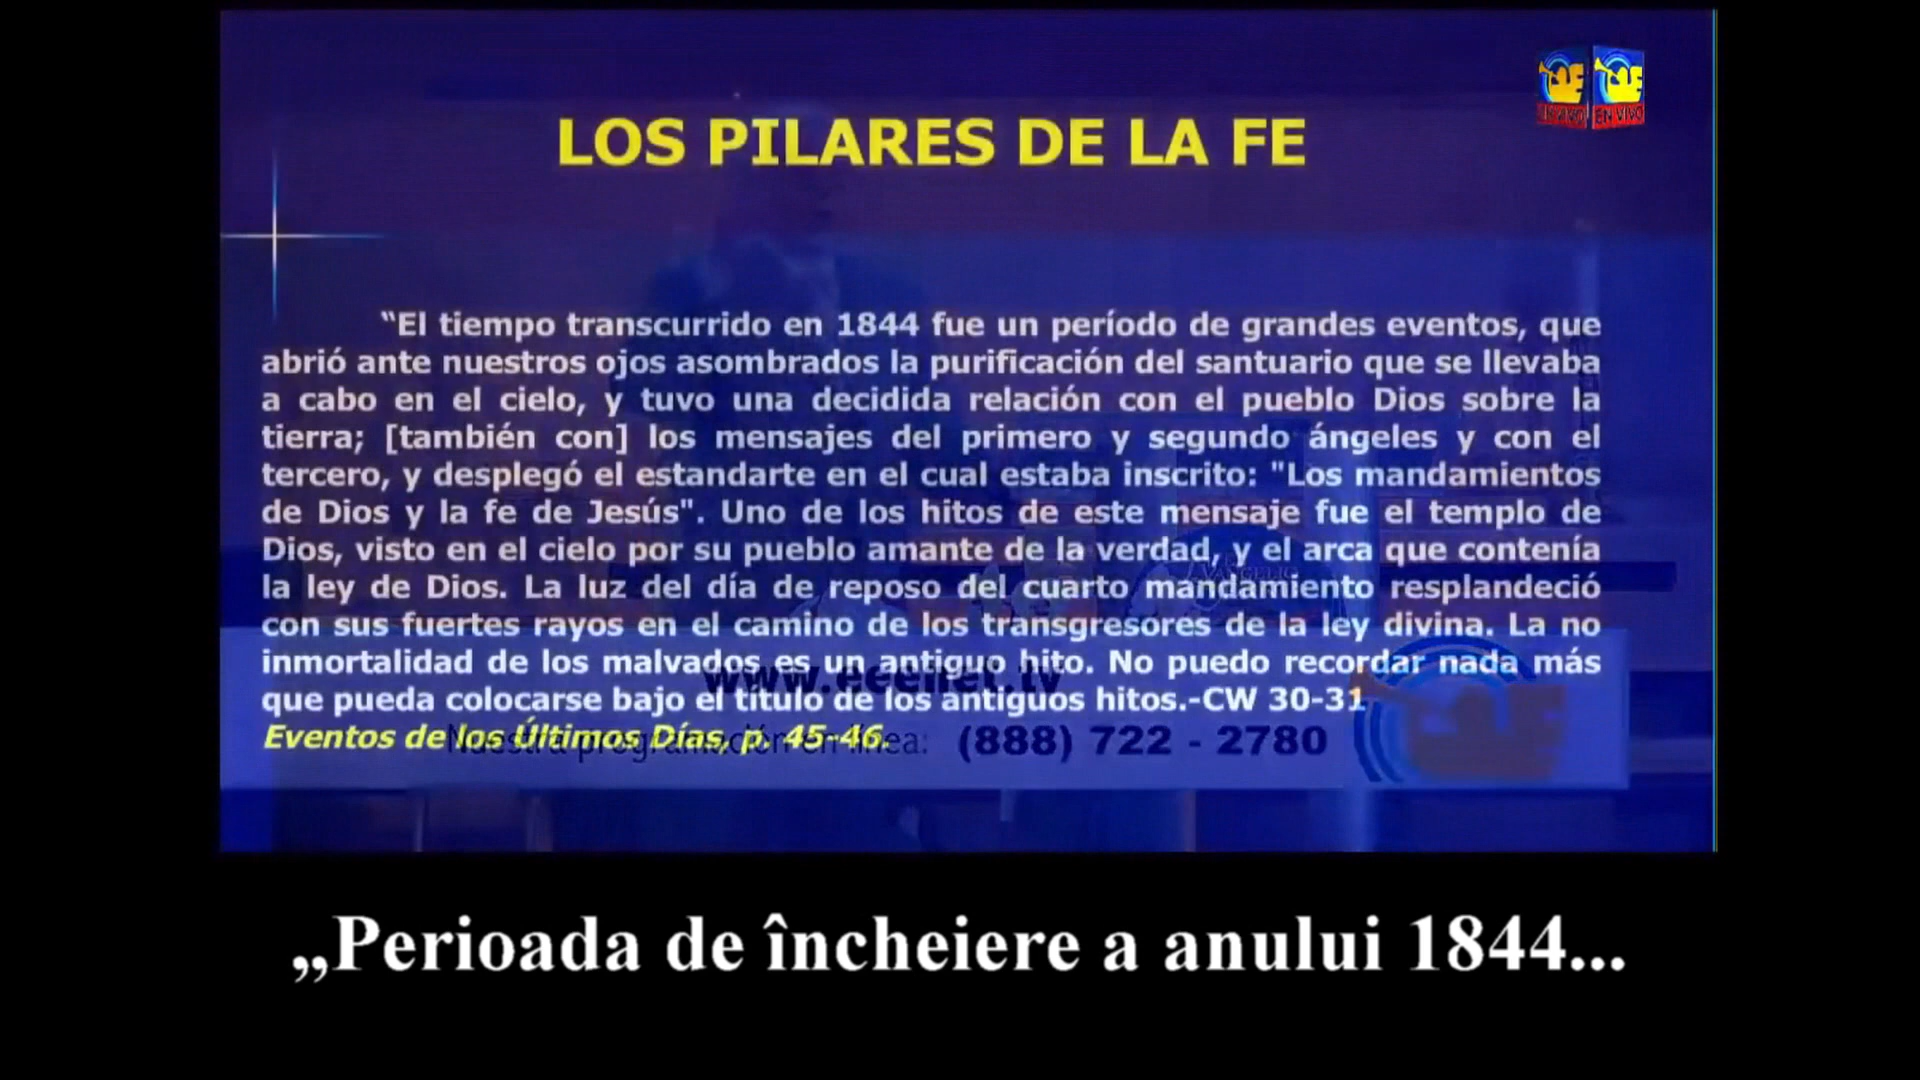 EN VIVO
LOS PILARES DE LA FE
“El tiempo transcurrido en 1844 fue un período de grandes eventos, que
abrió ante nuestros ojos asombrados la purificación del santuario que se llevaba
a cabo en el cielo, y tuvo una decidida relación con el pueblo Dios sobre la
tierra; [también con] los mensajes del primero y segundo ángeles y con el
tercero, y desplegó el estandarte en el cual estaba inscrito: "Los mandamientos
de Dios y la fe de Jesús". Uno de los hitos de este mensaje fue el templo de
Dios, visto en el cielo por su pueblo amante de la verdad, y el arca que contenía
la ley de Dios. La luz del día de reposo del cuarto mandamiento resplandeció
con sus fuertes rayos en el camino de los transgresores de la ley divina. La no
inmortalidad de los malvados es un antiguo hito. No puedo recordar nada más
que pueda colocarse bajo el título de los antiguos hitos.-CW 30-31
Eventos de los Últimos Días, p. 45-46.
Nuestra programación en línea: (888) 722 - 2780
„Perioada de încheiere a anului 1844...